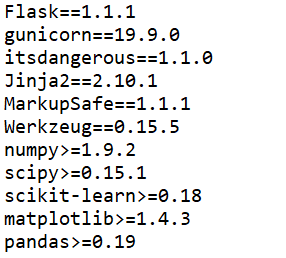 Flask==1.1.1
gunicorn==19.9.0
itsdangerous==1.1.0
Jinja2==2.10.1
MarkupSafe==1.1.1
Werkzeug==0.15.5
numpy>=1.9.2
scipy>=0.15.1
scikit-learn>=0.18
matplotlib>=1.4.3
pandas>=0.19